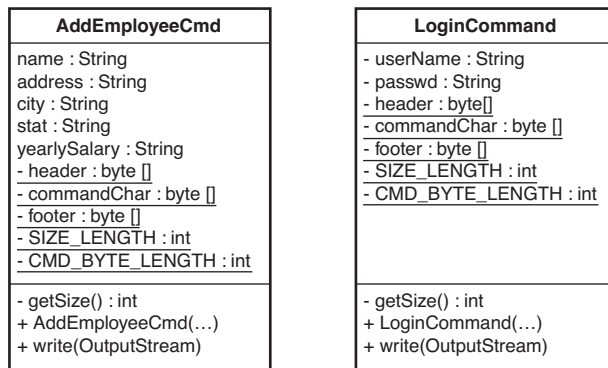 AddEmployeeCmd
name : String
address : String
city : String
stat : String
yearlySalary : String
- header : byte []
- commandChar : byte []
- footer : byte []
- SIZE_LENGTH : int
- CMD_BYTE_LENGTH : int
- getSize() : int
+ AddEmployeeCmd(…)
+ write(OutputStream)
LoginCommand
- userName : String
- passwd : String
- header : byte[]
- commandChar : byte []
- footer : byte []
- SIZE_LENGTH : int
- CMD_BYTE_LENGTH : int
- getSize() : int
+ LoginCommand(…)
+ write(OutputStream)